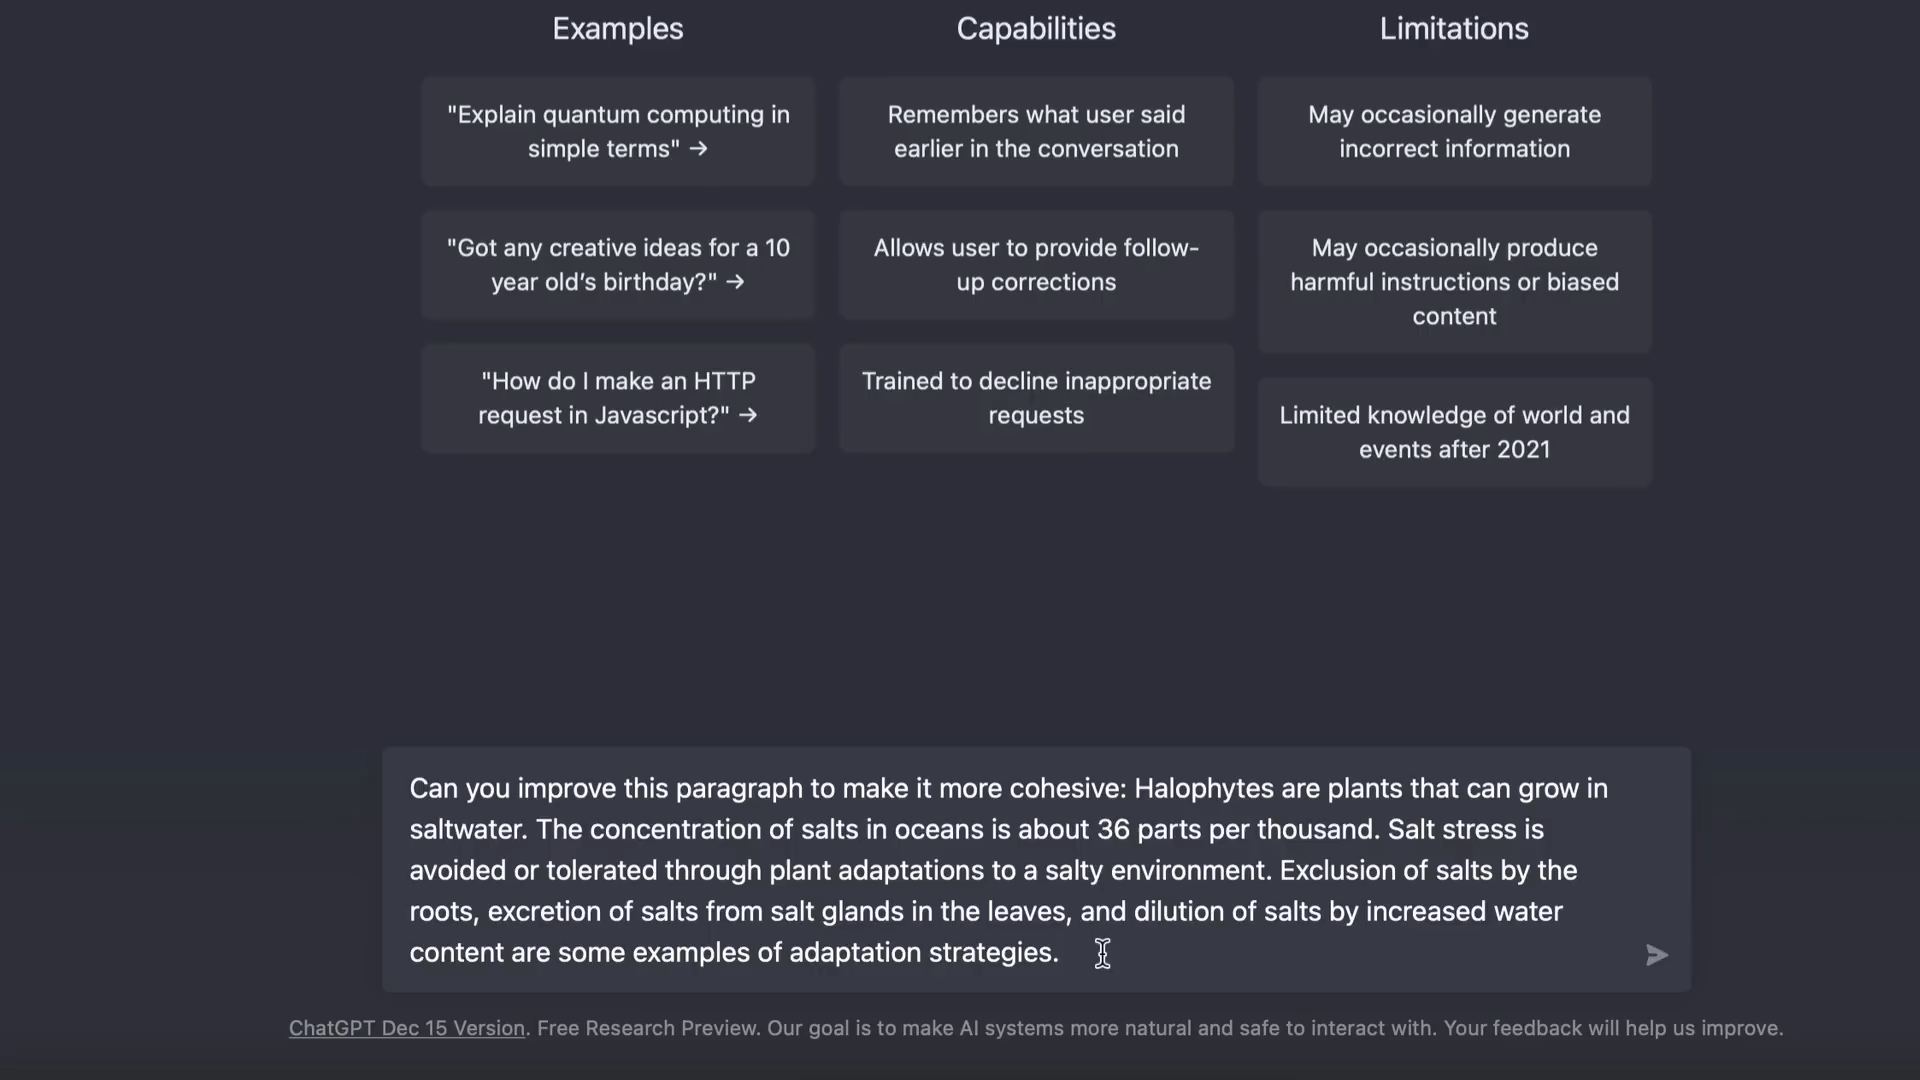 Examples
Capabilities
Limitations
"Explain quantum computing in
simple terms" →
Remembers what user said
earlier in the conversation
May occasionally generate
incorrect information
"Got any creative ideas for a 10
year old’s birthday?" →
Allows user to provide follow-
up corrections
May occasionally produce
harmful instructions or biased
content
"How do I make an HTTP
request in Javascript?" →
Trained to decline inappropriate
requests
Limited knowledge of world and
events after 2021
Can you improve this paragraph to make it more cohesive: Halophytes are plants that can grow in
saltwater. The concentration of salts in oceans is about 36 parts per thousand. Salt stress is
avoided or tolerated through plant adaptations to a salty environment. Exclusion of salts by the
roots, excretion of salts from salt glands in the leaves, and dilution of salts by increased water
content are some examples of adaptation strategies.
ChatGPT Dec 15 Version. Free Research Preview. Our goal is to make AI systems more natural and safe to interact with. Your feedback will help us improve.